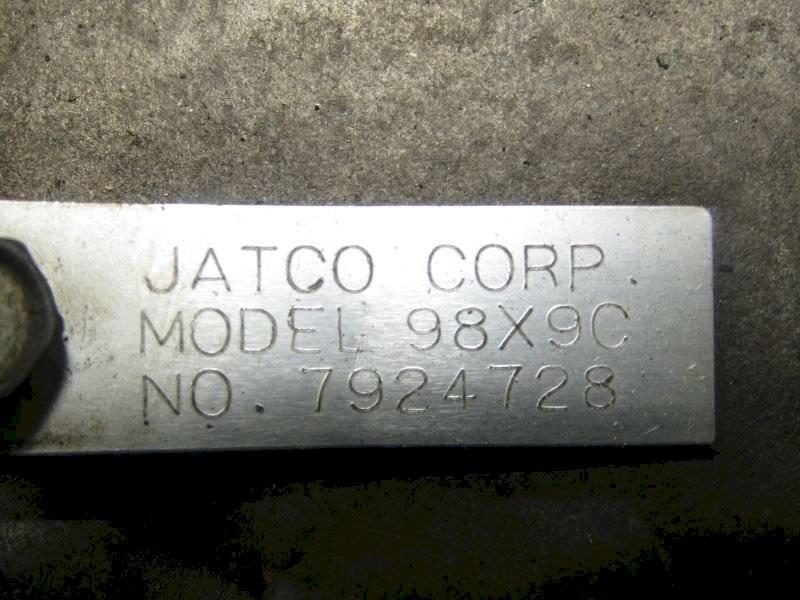 JATCO CORP.
MODEL 98X9C
NO. 7924728